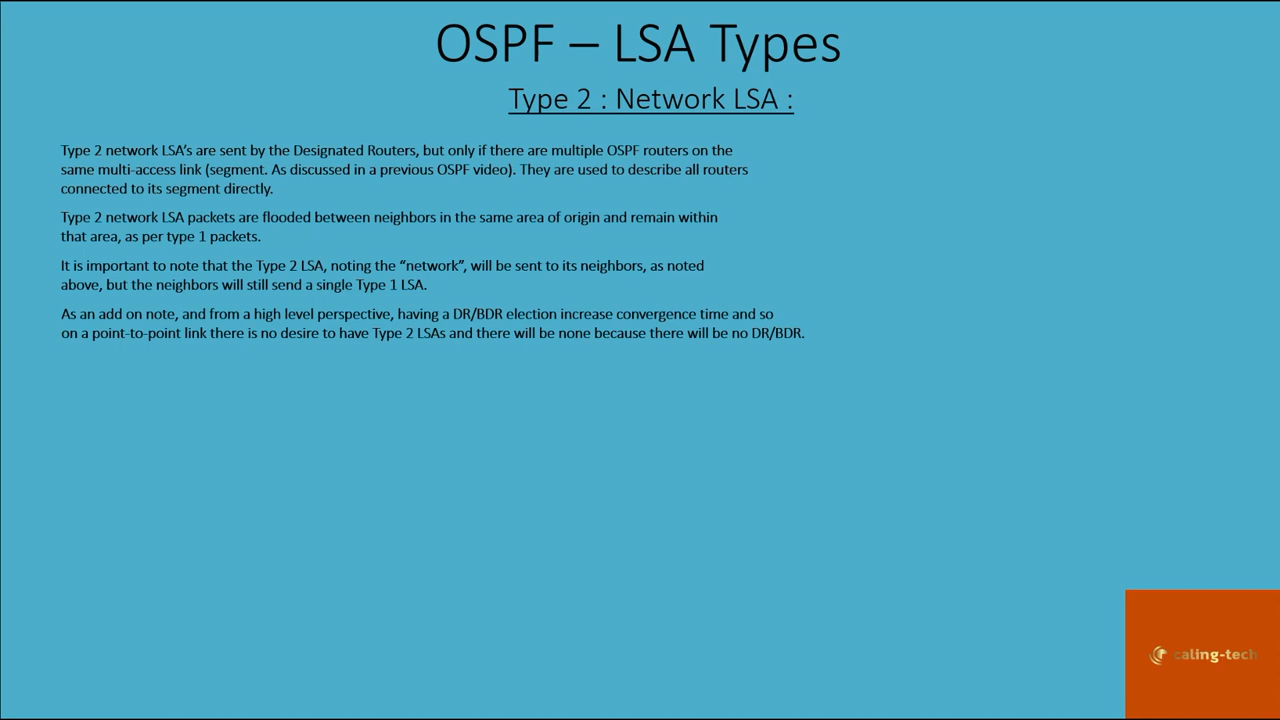 OSPF – LSA Types
Type 2 : Network LSA :
Type 2 network LSA’s are sent by the Designated Routers, but only if there are multiple OSPF routers on the
same multi-access link (segment. As discussed in a previous OSPF video). They are used to describe all routers
connected to its segment directly.
Type 2 network LSA packets are flooded between neighbors in the same area of origin and remain within
that area, as per type 1 packets.
It is important to note that the Type 2 LSA, noting the “network”, will be sent to its neighbors, as noted
above, but the neighbors will still send a single Type 1 LSA.
As an add on note, and from a high level perspective, having a DR/BDR election increase convergence time and so
on a point-to-point link there is no desire to have Type 2 LSAs and there will be none because there will be no DR/BDR.
caling-tech